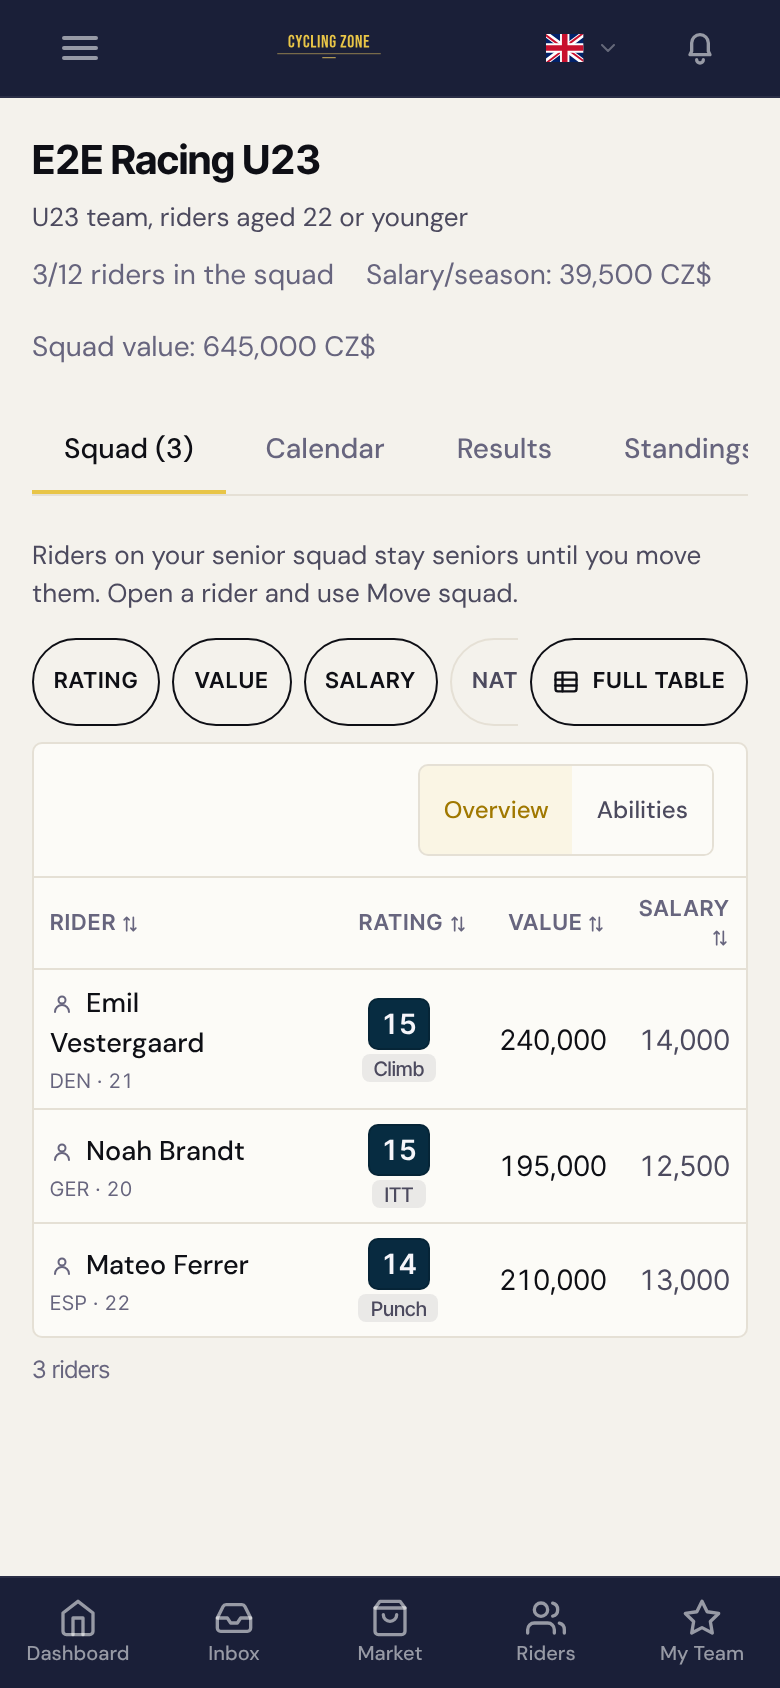 CYCLING ZONE
E2E Racing U23
U23 team, riders aged 22 or younger
3/12 riders in the squad Salary/season: 39,500 CZ$
Squad value: 645,000 CZ$
Squad (3) Calendar Results Standings
Riders on your senior squad stay seniors until you move
them. Open a rider and use Move squad.
RATING VALUE SALARY NAT FULL TABLE
Overview Abilities
RIDER ⇅ RATING ⇅ VALUE ⇅ SALARY
⇅
Emil
Vestergaard
DEN · 21
15
Climb
240,000 14,000
Noah Brandt
GER · 20
15
ITT
195,000 12,500
Mateo Ferrer
ESP · 22
14
Punch
210,000 13,000
3 riders
Dashboard Inbox Market Riders My Team